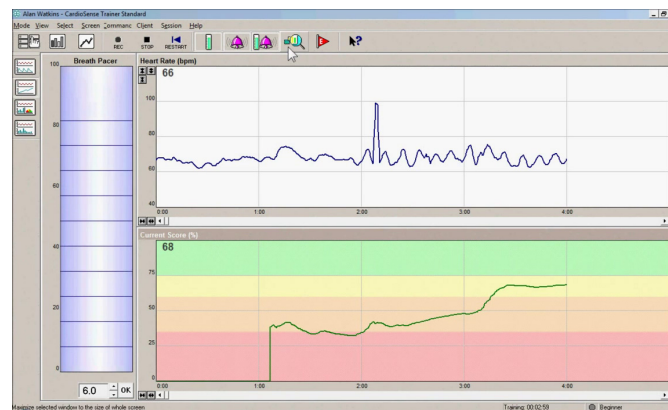 Alan Watkins - CardioSense Trainer Standard
Mode View Select Screen Command Client Session Help
REC STOP RESTART
Breath Pacer
100
80
60
40
20
0
6.0 OK
Heart Rate (bpm)
66
100
80
60
40
0:00 1:00 2:00 3:00 4:00
Current Score (%)
68
75
50
25
0
0:00 1:00 2:00 3:00 4:00
Maximize selected window to the size of whole screen
Training: 00:02:59 Beginner